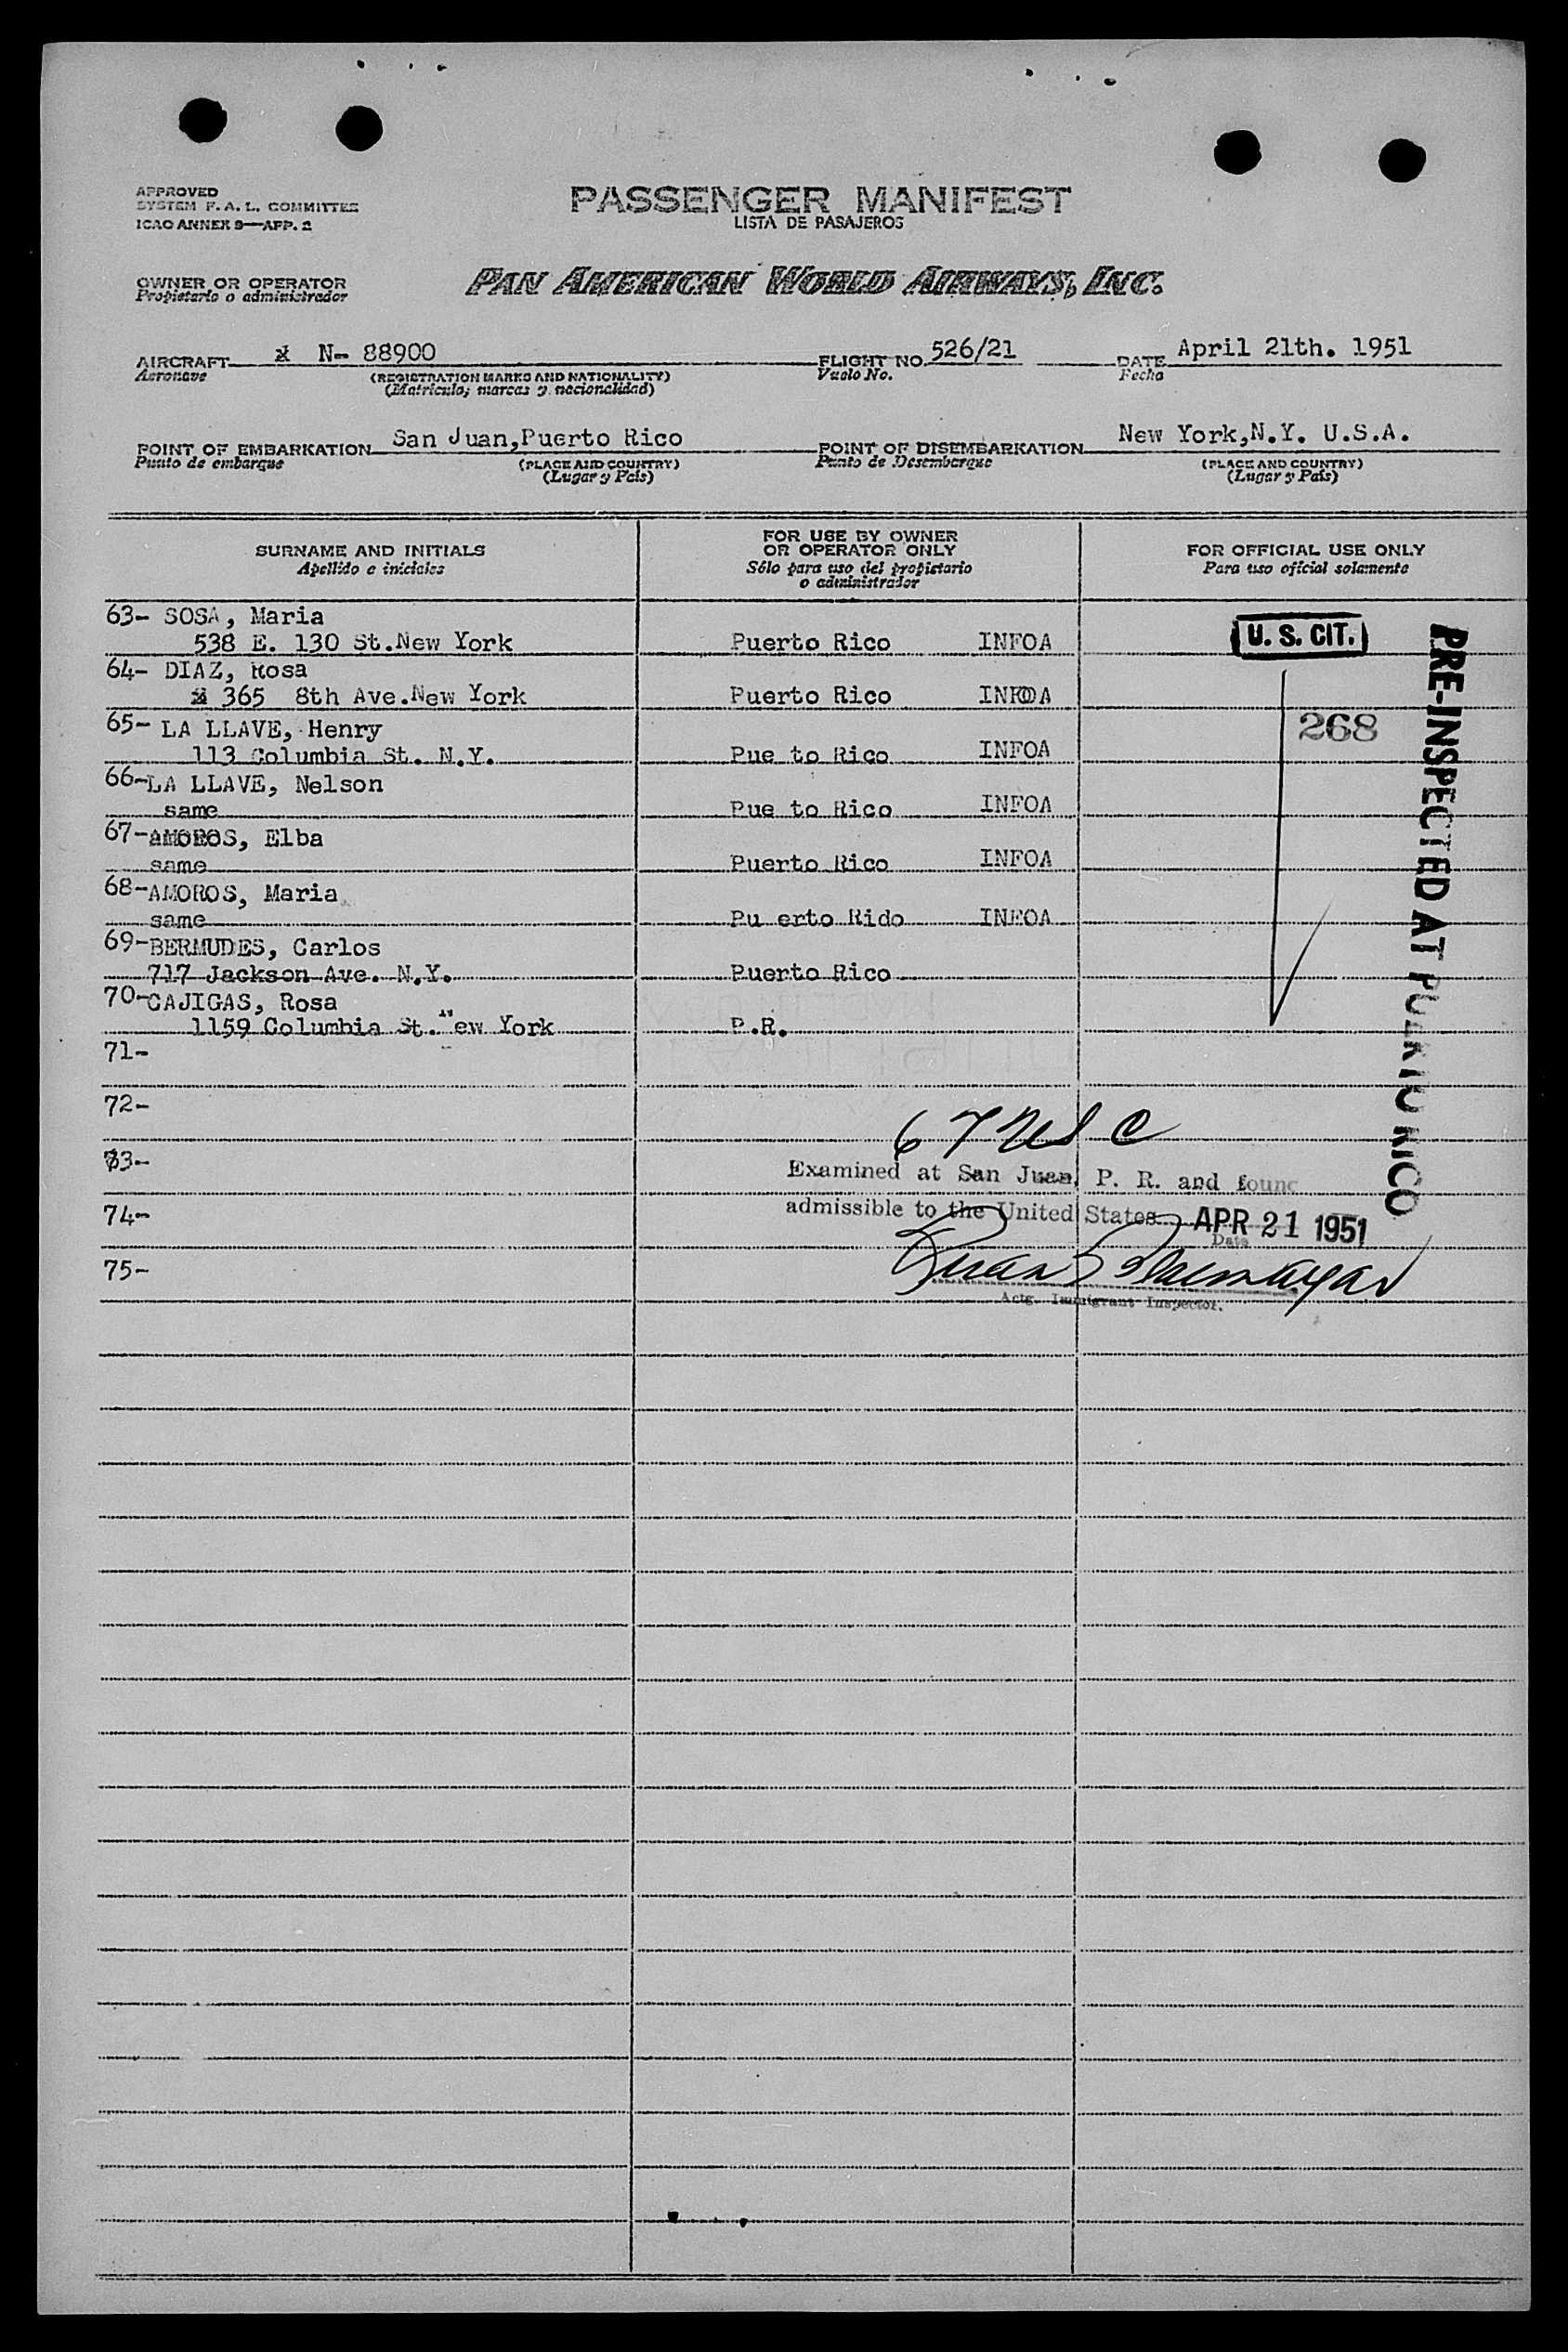 APPROVED
SYSTEM F. A. L. COMMITTEE
ICAO ANNEX 9—APP. 2
PASSENGER MANIFEST
LISTA DE PASAJEROS
OWNER OR OPERATOR
Propietario o administrador
PAN AMERICAN WORLD AIRWAYS, INC.
AIRCRAFT x N- 88900
Aeronave
(REGISTRATION MARKS AND NATIONALITY)
(Matrícula; marcas y nacionalidad)
FLIGHT NO. 526/21
Vuelo No.
DATE April 21th. 1951
Fecha
POINT OF EMBARKATION San Juan,Puerto Rico
Punto de embarque
(PLACE AND COUNTRY)
(Lugar y País)
POINT OF DISEMBARKATION New York,N.Y. U.S.A.
Punto de Desembarque
(PLACE AND COUNTRY)
(Lugar y País)
SURNAME AND INITIALS
Apellido e iniciales
FOR USE BY OWNER
OR OPERATOR ONLY
Sólo para uso del propietario
o administrador
FOR OFFICIAL USE ONLY
Para uso oficial solamente
63- SOSA, Maria
538 E. 130 St.New York Puerto Rico INFOA
U. S. CIT.
64- DIAZ, Rosa
365 8th Ave.New York Puerto Rico INFOA
65- LA LLAVE, Henry
268
113 Columbia St. N.Y. Pue to Rico INFOA
66-LA LLAVE, Nelson
same Pue to Rico INFOA
67-AMOROS, Elba
same Puerto Rico INFOA
68-AMOROS, Maria
same Pu erto Rido INFOA
69-BERMUDES, Carlos
717 Jackson Ave. N.Y. Puerto Rico
70-CAJIGAS, Rosa
1159 Columbia St. New York P.R.
PRE-INSPECTED AT PUERTO RICO
71-
72-
73-
74-
75-
67 US C
Examined at San Juan, P. R. and found
admissible to the United States APR 21 1951
Date
Actg. Immigrant Inspector.